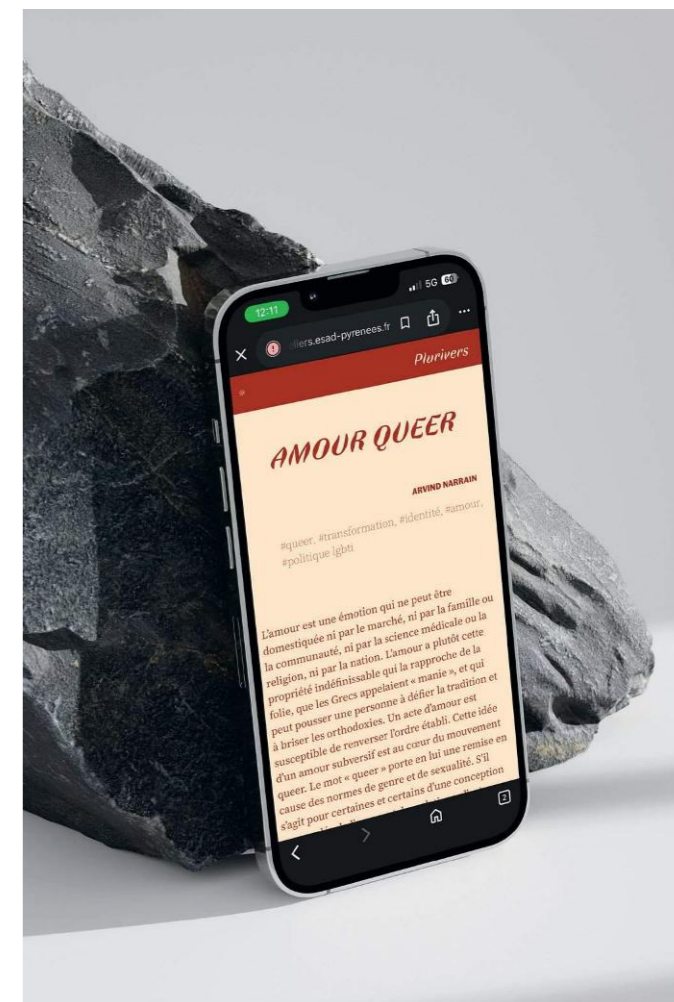 12:11
5G 60
liers.esad-pyrenees.fr
Plurivers
AMOUR QUEER
ARVIND NARRAIN
#queer, #transformation, #identité, #amour,
#politique lgbti
L'amour est une émotion qui ne peut être
domestiquée ni par le marché, ni par la famille ou
la communauté, ni par la science médicale ou la
religion, ni par la nation. L'amour a plutôt cette
propriété indéfinissable qui la rapproche de la
folie, que les Grecs appelaient « manie », et qui
peut pousser une personne à défier la tradition et
à briser les orthodoxies. Un acte d'amour est
susceptible de renverser l'ordre établi. Cette idée
d'un amour subversif est au cœur du mouvement
queer. Le mot « queer » porte en lui une remise en
cause des normes de genre et de sexualité. S'il
s'agit pour certaines et certains d'une conception
2